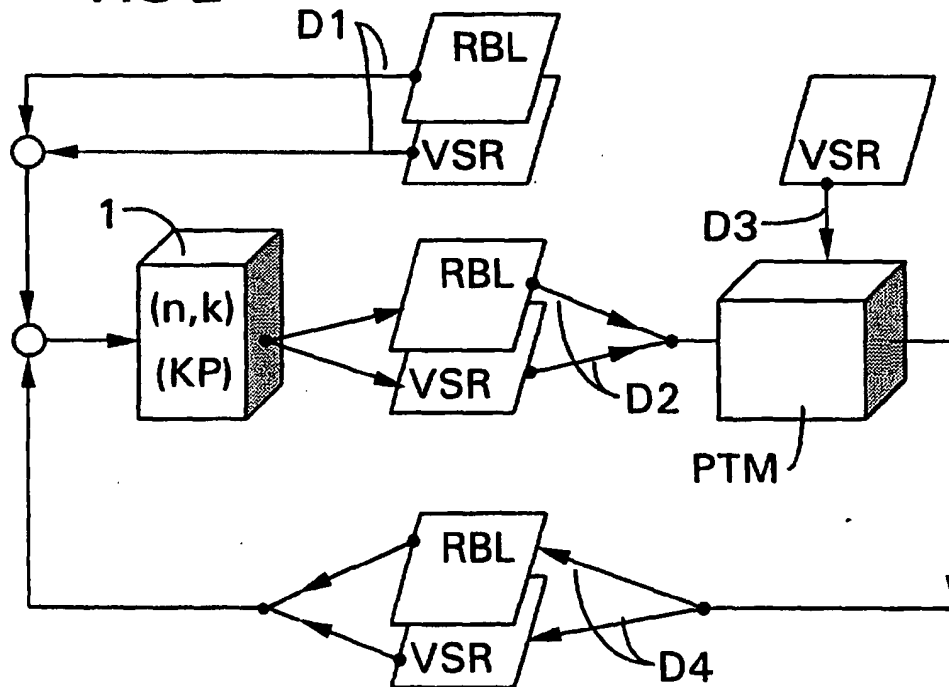 D1
RBL
VSR
VSR
D3
1
(n,k)
(KP)
RBL
VSR
D2
PTM
RBL
VSR
D4